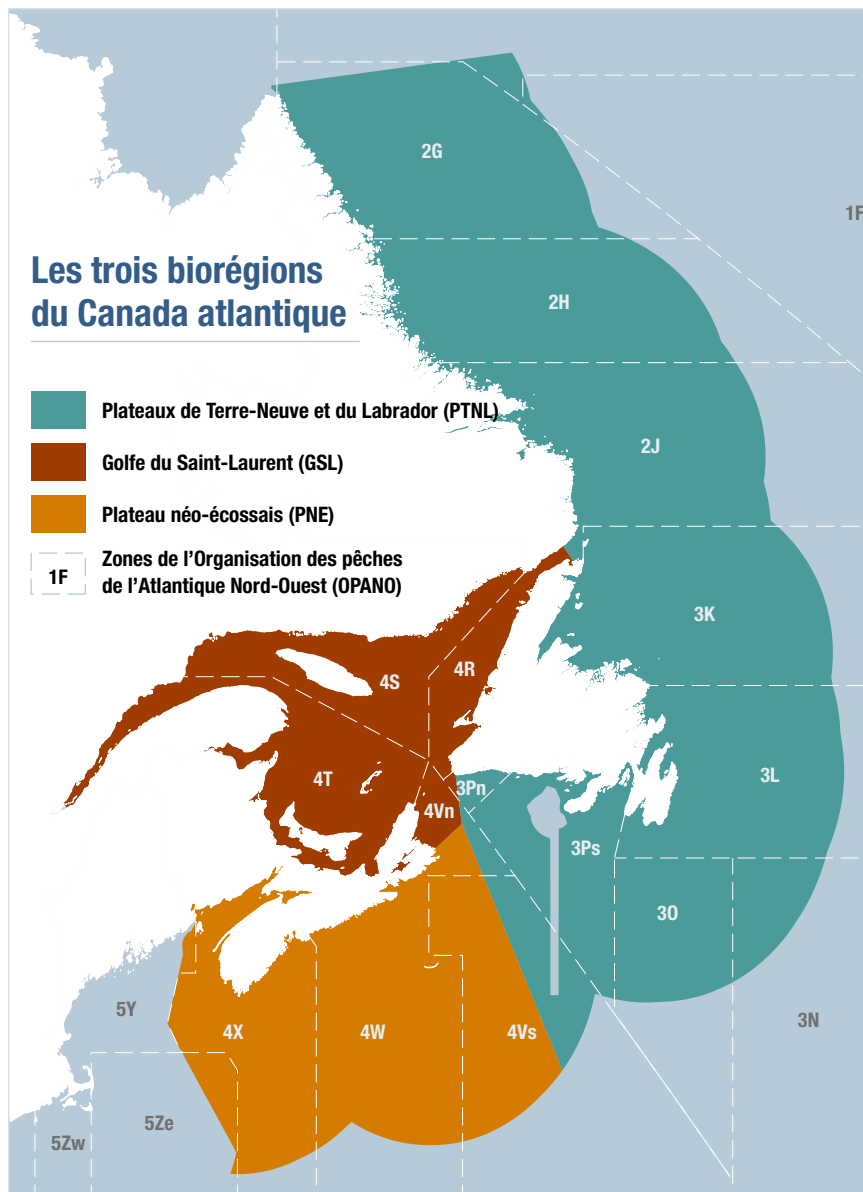 2G
1F
Les trois biorégions
du Canada atlantique
2H
Plateaux de Terre-Neuve et du Labrador (PTNL)
2J
Golfe du Saint-Laurent (GSL)
Plateau néo-écossais (PNE)
1F
Zones de l’Organisation des pêches
de l’Atlantique Nord-Ouest (OPANO)
3K
4S
4R
4T
3L
3Pn
4Vn
3Ps
3O
5Y
3N
4X
4W
4Vs
5Ze
5Zw